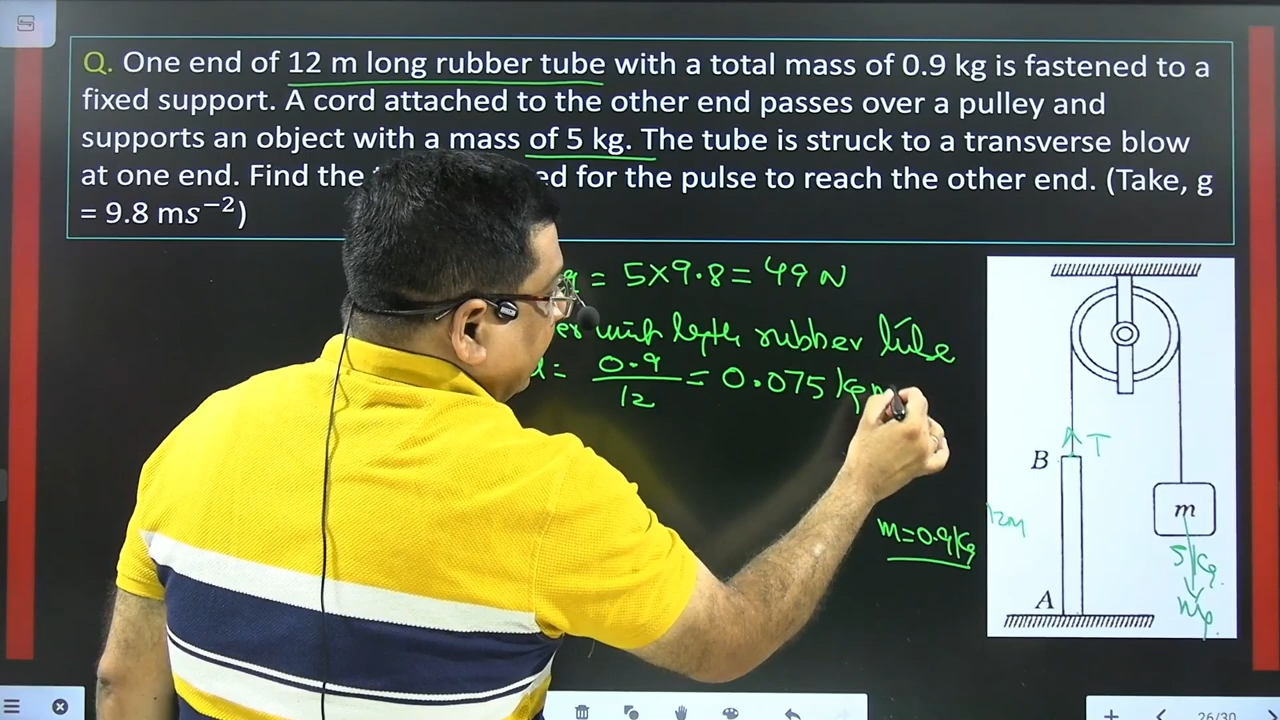 Q. One end of 12 m long rubber tube with a total mass of 0.9 kg is fastened to a
fixed support. A cord attached to the other end passes over a pulley and
supports an object with a mass of 5 kg. The tube is struck to a transverse blow
at one end. Find the ed for the pulse to reach the other end. (Take, g
= 9.8 ms⁻²)
= 5×9.8 = 49 N
rubber tube
= 0.9/12 = 0.075 kg
T
B
12m
m
m=0.9kg
5kg
A
mg
26/30